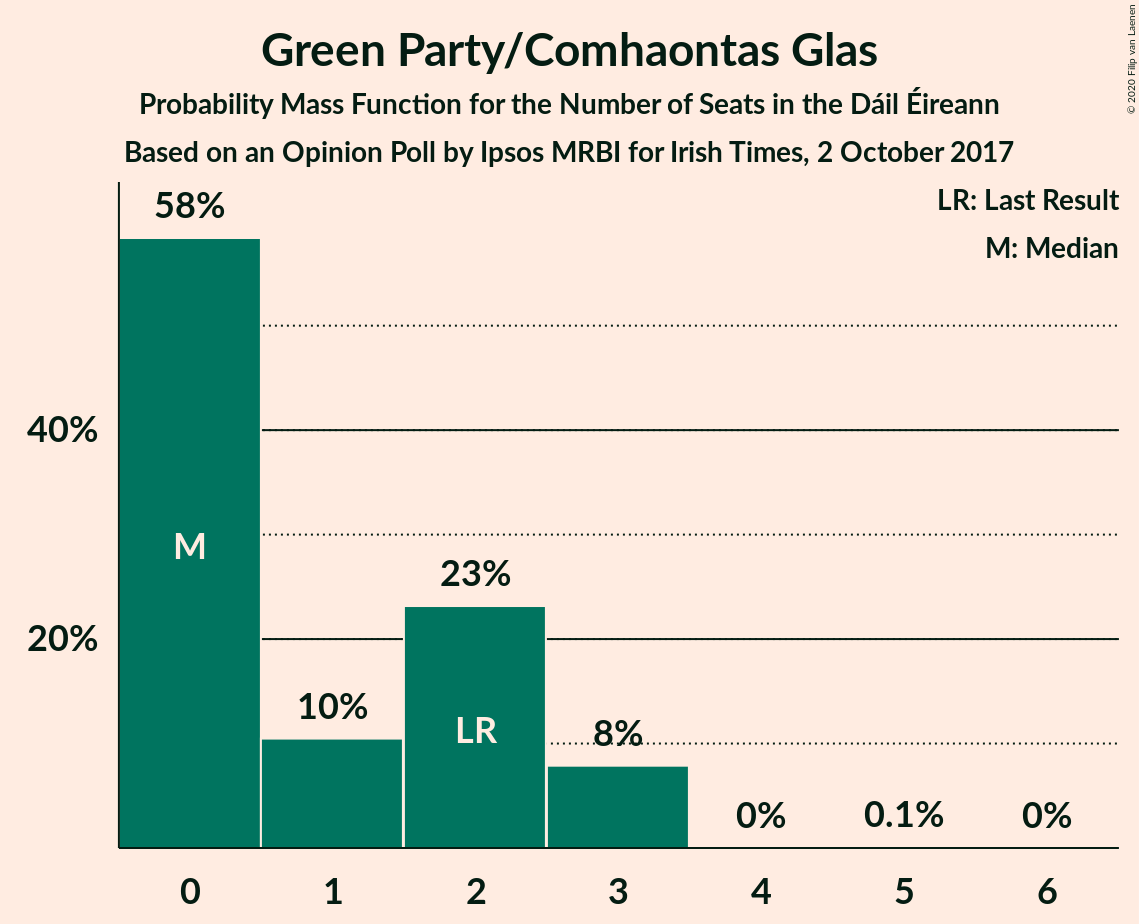 Green Party/Comhaontas Glas
Probability Mass Function for the Number of Seats in the Dáil Éireann
Based on an Opinion Poll by Ipsos MRBI for Irish Times, 2 October 2017
© 2020 Filip van Laenen
LR: Last Result
M: Median
58%
40%
M
23%
20%
10%
LR
8%
0%
0.1%
0%
0 1 2 3 4 5 6